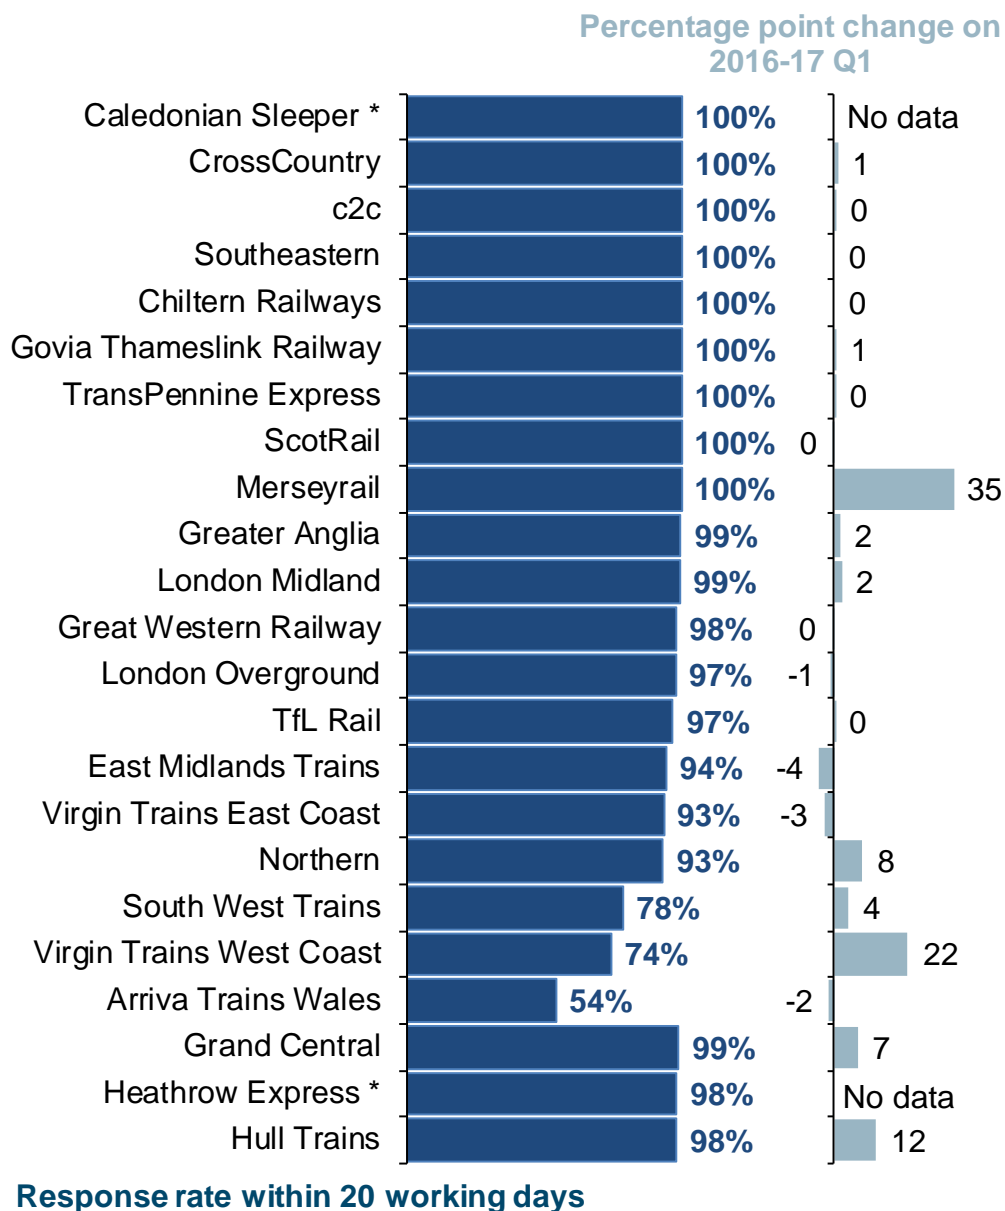 Percentage point change on
2016-17 Q1
Caledonian Sleeper * 100% No data
CrossCountry 100% 1
c2c 100% 0
Southeastern 100% 0
Chiltern Railways 100% 0
Govia Thameslink Railway 100% 1
TransPennine Express 100% 0
ScotRail 100% 0
Merseyrail 100% 35
Greater Anglia 99% 2
London Midland 99% 2
Great Western Railway 98% 0
London Overground 97% -1
TfL Rail 97% 0
East Midlands Trains 94% -4
Virgin Trains East Coast 93% -3
Northern 93% 8
South West Trains 78% 4
Virgin Trains West Coast 74% 22
Arriva Trains Wales 54% -2
Grand Central 99% 7
Heathrow Express * 98% No data
Hull Trains 98% 12
Response rate within 20 working days